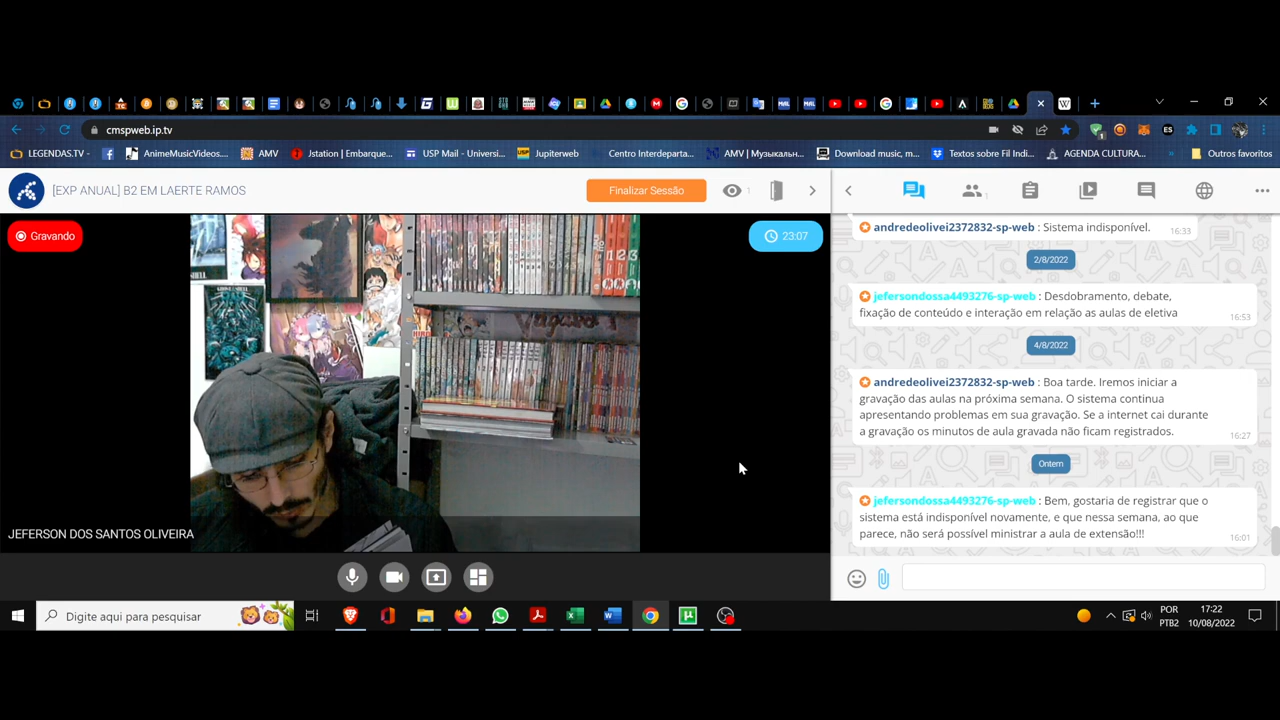 cmspweb.ip.tv
LEGENDAS.TV -
AnimeMusicVideos....
AMV
Jstation | Embarque...
USP Mail - Universi...
Jupiterweb
Centro Interdeparta...
AMV | Музыкальн...
Download music, m...
Textos sobre Fil Indi...
AGENDA CULTURA...
»
Outros favoritos
[EXP ANUAL] B2 EM LAERTE RAMOS
Finalizar Sessão
1
1
Gravando
23:07
JEFERSON DOS SANTOS OLIVEIRA
andredeolivei2372832-sp-web : Sistema indisponível.
16:33
2/8/2022
jefersondossa4493276-sp-web : Desdobramento, debate,
fixação de conteúdo e interação em relação as aulas de eletiva
16:53
4/8/2022
andredeolivei2372832-sp-web : Boa tarde. Iremos iniciar a
gravação das aulas na próxima semana. O sistema continua
apresentando problemas em sua gravação. Se a internet cai durante
a gravação os minutos de aula gravada não ficam registrados.
16:27
Ontem
jefersondossa4493276-sp-web : Bem, gostaria de registrar que o
sistema está indisponível novamente, e que nessa semana, ao que
parece, não será possível ministrar a aula de extensão!!!
16:01
Digite aqui para pesquisar
POR
PTB2
17:22
10/08/2022